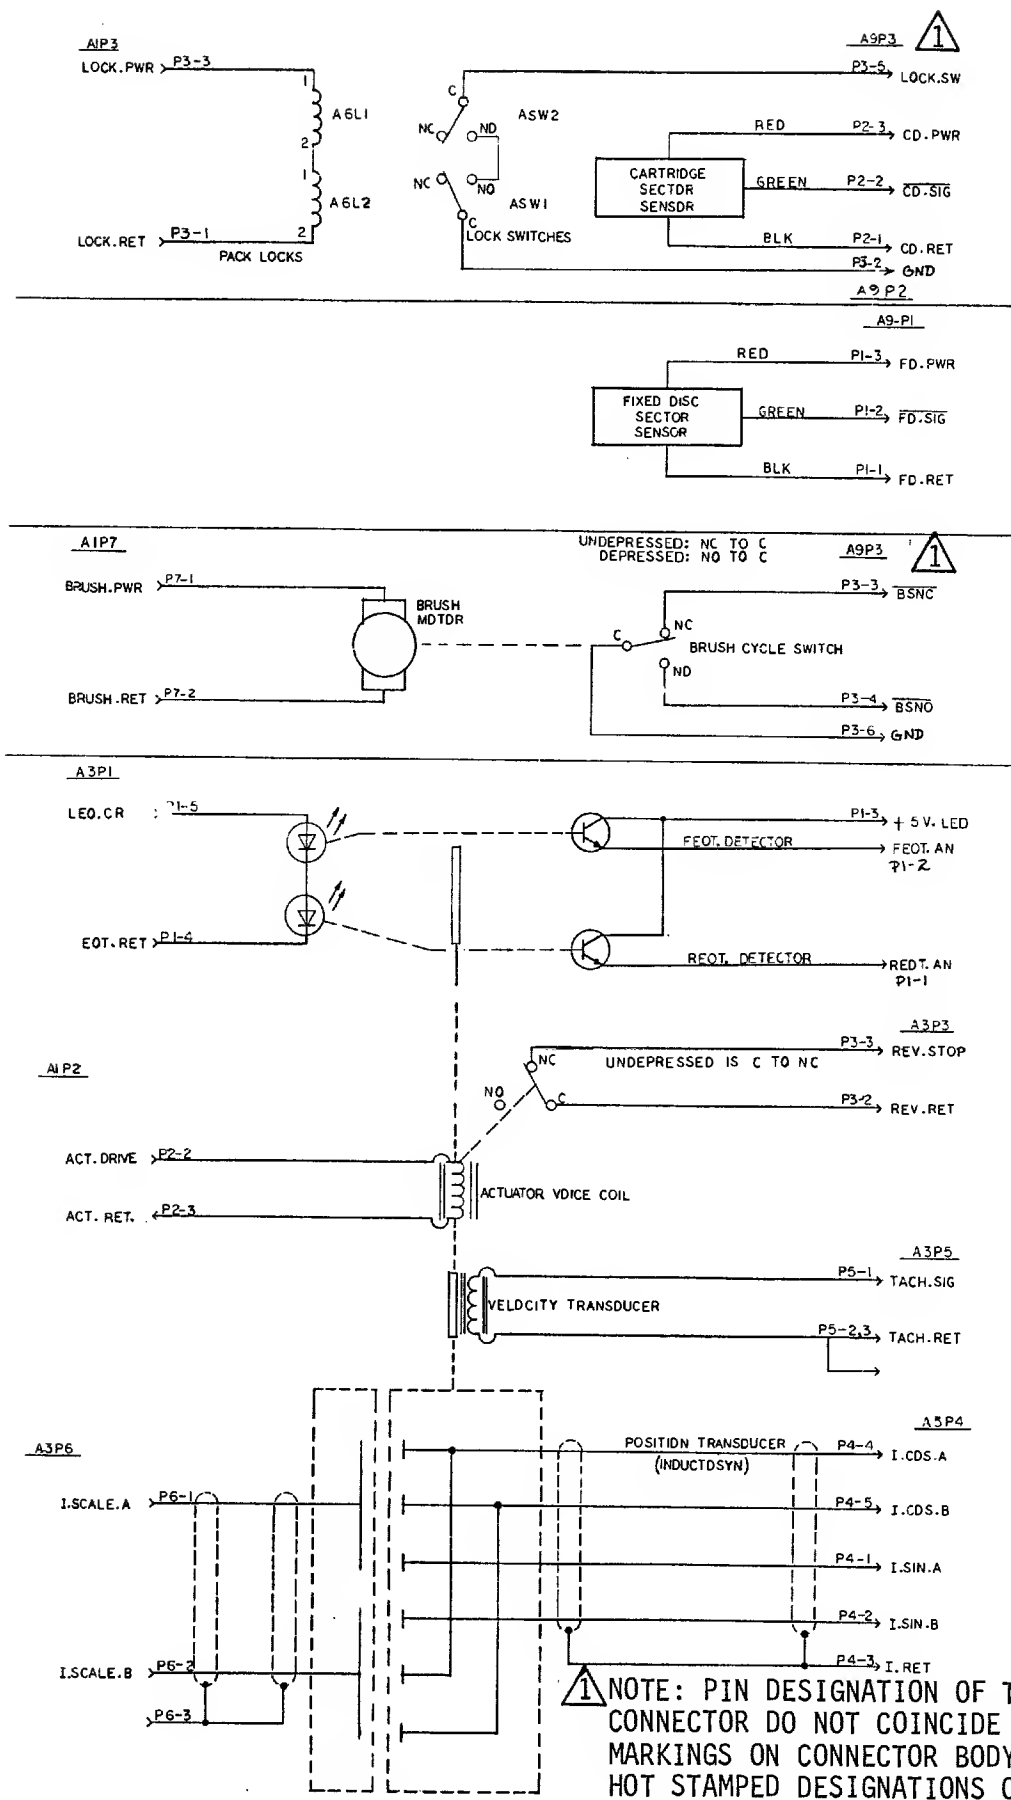 A1P3
LOCK.PWR P3-3
1
A6L1
2
1
A6L2
2
LOCK.RET P3-1
PACK LOCKS
A9P3 1
P3-5 LOCK.SW
C
ASW2
NC NO
NC NO
ASW1
C
LOCK SWITCHES
RED P2-3 CD.PWR
CARTRIDGE
SECTOR
SENSOR
GREEN P2-2 CD.SIG
BLK P2-1 CD.RET
P3-2 GND
A9P2
A9-P1
RED P1-3 FD.PWR
FIXED DISC
SECTOR
SENSOR
GREEN P1-2 FD.SIG
BLK P1-1 FD.RET
A1P7
UNDEPRESSED: NC TO C
DEPRESSED: NO TO C
A9P3 1
BRUSH.PWR P7-1
BRUSH
MOTOR
BRUSH.RET P7-2
P3-3 BSNC
NC
C
BRUSH CYCLE SWITCH
NO
P3-4 BSNO
P3-6 GND
A3P1
LED.CR P1-5
EOT.RET P1-4
P1-3 +5V.LED
FEOT.DETECTOR FEOT.AN
P1-2
REOT. DETECTOR REOT.AN
P1-1
A3P3
P3-3 REV.STOP
NC
UNDEPRESSED IS C TO NC
NO
C
P3-2 REV.RET
A1P2
ACT.DRIVE P2-2
ACT. RET. P2-3
ACTUATOR VOICE COIL
A3P5
P5-1 TACH.SIG
VELOCITY TRANSDUCER
P5-2,3 TACH.RET
A3P6
A3P4
POSITION TRANSDUCER
(INDUCTOSYN)
P4-4 I.COS.A
I.SCALE.A P6-1
P4-5 I.COS.B
P4-1 I.SIN.A
P4-2 I.SIN.B
I.SCALE.B P6-2
P4-3 I.RET
P6-3
1 NOTE: PIN DESIGNATION OF T
CONNECTOR DO NOT COINCIDE
MARKINGS ON CONNECTOR BODY
HOT STAMPED DESIGNATIONS O